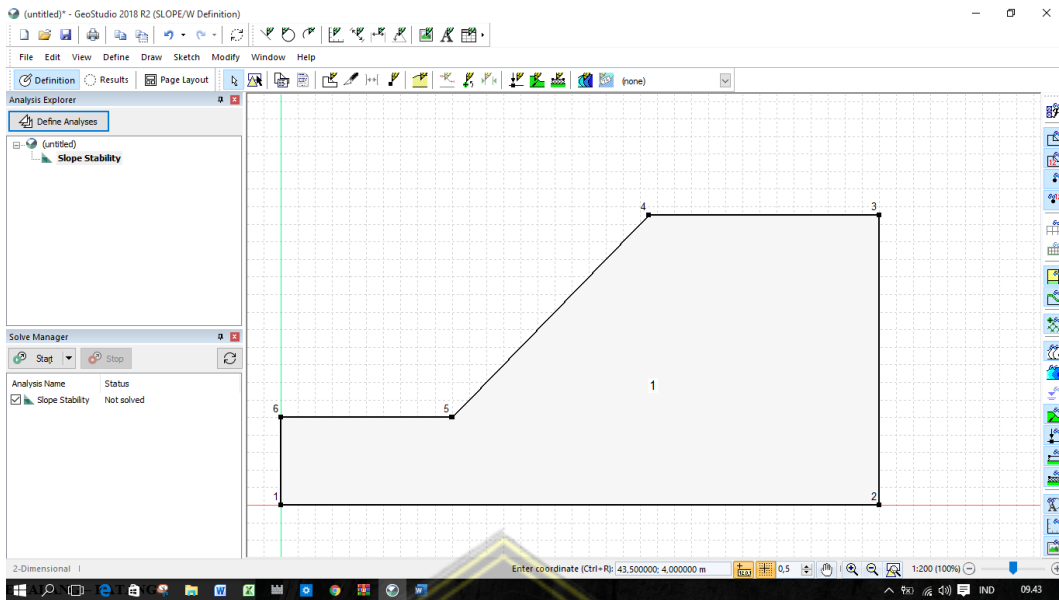 (untitled)* - GeoStudio 2018 R2 (SLOPE/W Definition)
File Edit View Define Draw Sketch Modify Window Help
Definition Results Page Layout (none)
Analysis Explorer
Define Analyses
(untitled)
Slope Stability
4 3
1
6 5
1 2
Solve Manager
Start Stop
Analysis Name Status
Slope Stability Not solved
2-Dimensional
Enter coordinate (Ctrl+R): 43,500000; 4,000000 m 0,5 1:200 (100%)
IND 09.43